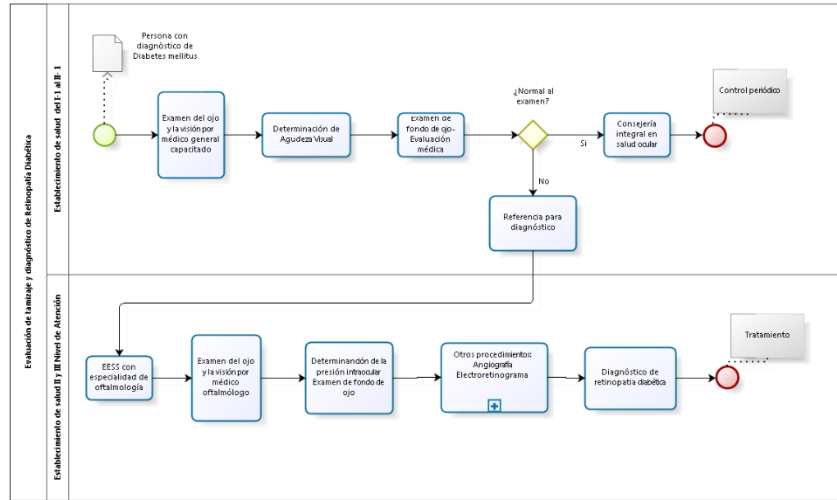 Evaluación de tamizaje y diagnóstico de Retinopatía Diabética
Establecimiento de salud del I-1 al II-1
Persona con
diagnóstico de
Diabetes mellitus
Examen del ojo
y la visión por
médico general
capacitado
Determinación de
Agudeza Visual
Examen de
fondo de ojo-
Evaluación
médica
¿Normal al
examen?
Si
No
Consejería
integral en
salud ocular
Control periódico
Referencia para
diagnóstico
Establecimiento de salud II y III Nivel de Atención
EESS con
especialidad de
oftalmología
Examen del ojo
y la visión por
médico
oftalmólogo
Determinanción de la
presión intraocular
Examen de fondo de
ojo
Otros procedimientos:
Angiografía
Electroretinograma
Diagnóstico de
retinopatia diabética
Tratamiento